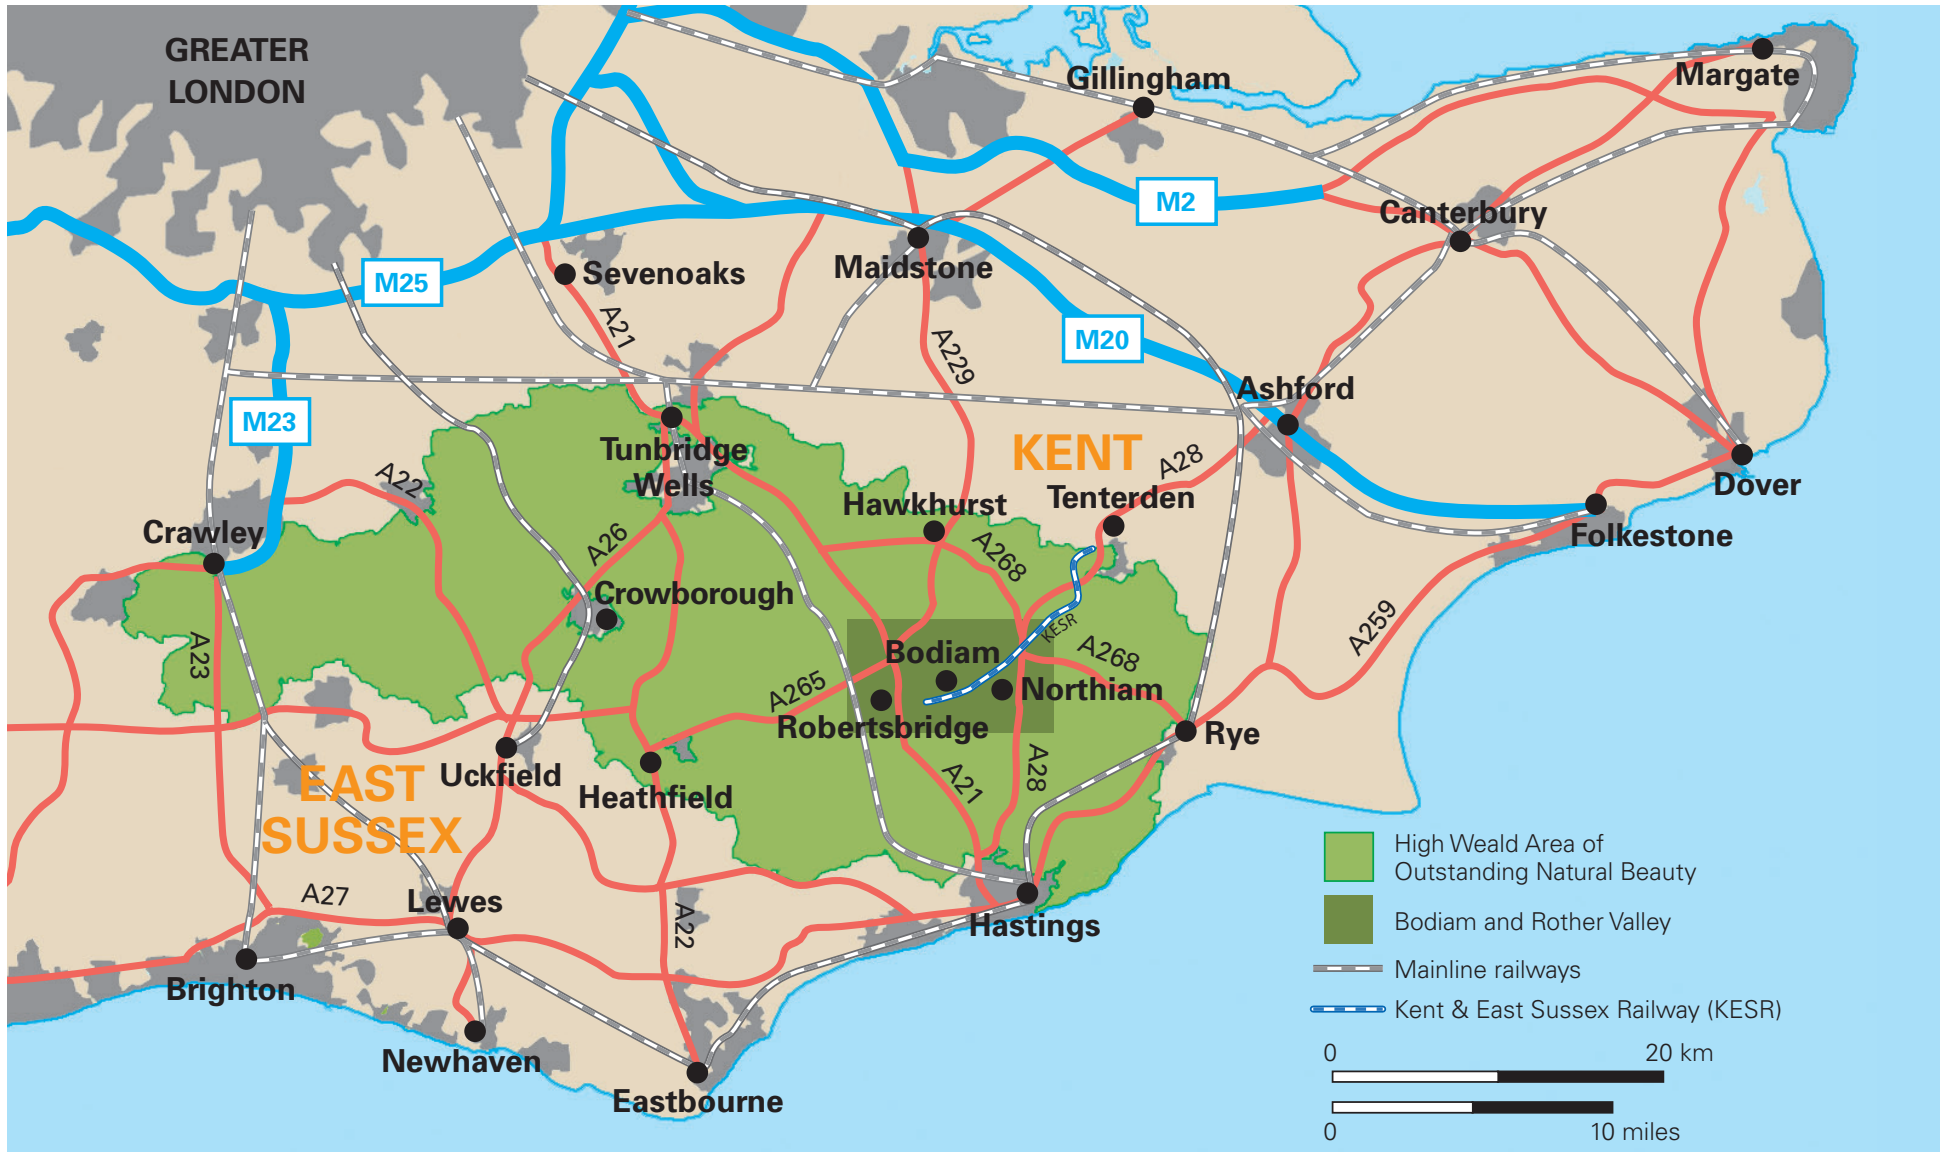 GREATER
LONDON
Gillingham
Margate
M2
Canterbury
Sevenoaks
Maidstone
M25
A21
A229
M20
Ashford
M23
Tunbridge
Wells
KENT
A28
Tenterden
A22
Hawkhurst
Dover
Crawley
A26
A268
Folkestone
Crowborough
KESR
A259
A23
Bodiam
A268
A265
Northiam
Robertsbridge
Rye
Uckfield
EAST
SUSSEX
Heathfield
A21
A28
High Weald Area of
Outstanding Natural Beauty
A27
Lewes
A22
Hastings
Bodiam and Rother Valley
Mainline railways
Brighton
Kent & East Sussex Railway (KESR)
Newhaven
0 20 km
Eastbourne
0 10 miles